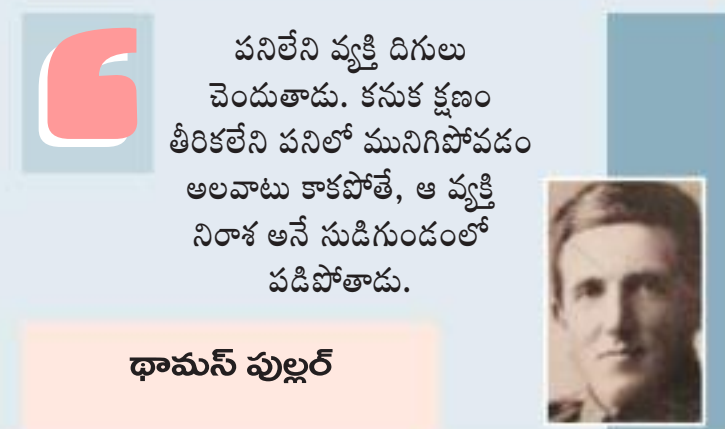 పనిలేని వ్యక్తి దిగులు
చెందుతాడు. కనుక క్షణం
తీరికలేని పనిలో మునిగిపోవడం
అలవాటు కాకపోతే, ఆ వ్యక్తి
నిరాశ అనే సుడిగుండంలో
పడిపోతాడు.
థామస్ పుల్లర్